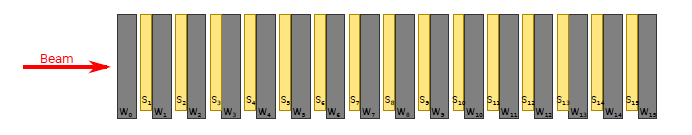 Beam
S₁ S₂ S₃ S₄ S₅ S₆ S₇ S₈ S₉ S₁₀ S₁₁ S₁₂ S₁₃ S₁₄ S₁₅
W₀ W₁ W₂ W₃ W₄ W₅ W₆ W₇ W₈ W₉ W₁₀ W₁₁ W₁₂ W₁₃ W₁₄ W₁₅